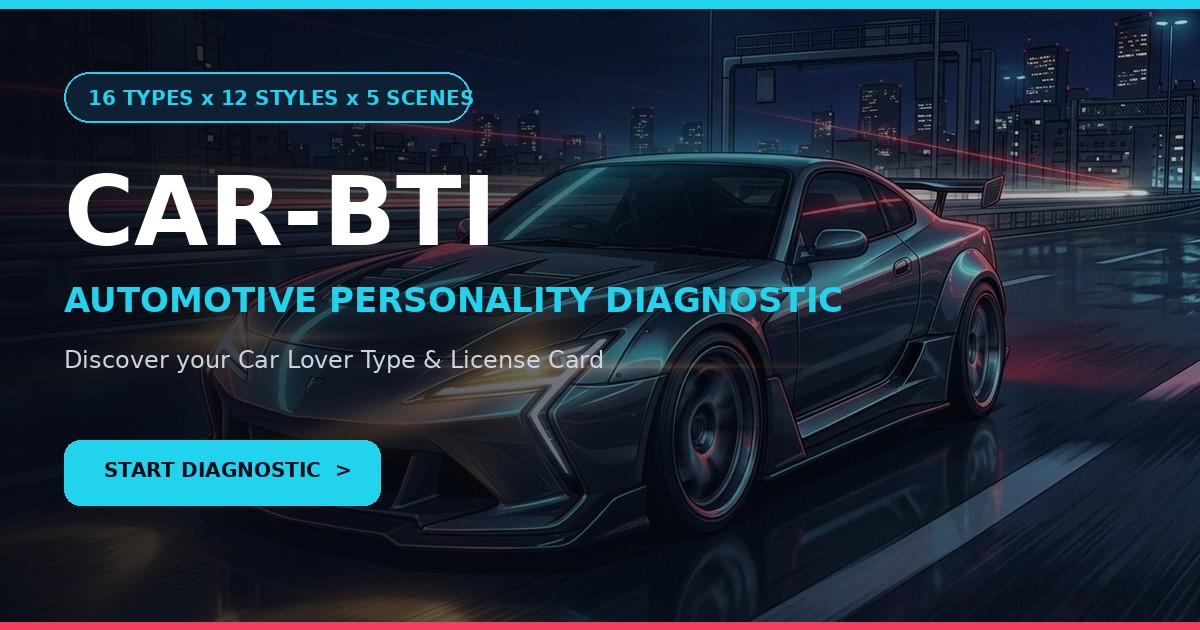 16 TYPES x 12 STYLES x 5 SCENES
CAR-BTI
AUTOMOTIVE PERSONALITY DIAGNOSTIC
Discover your Car Lover Type & License Card
START DIAGNOSTIC >